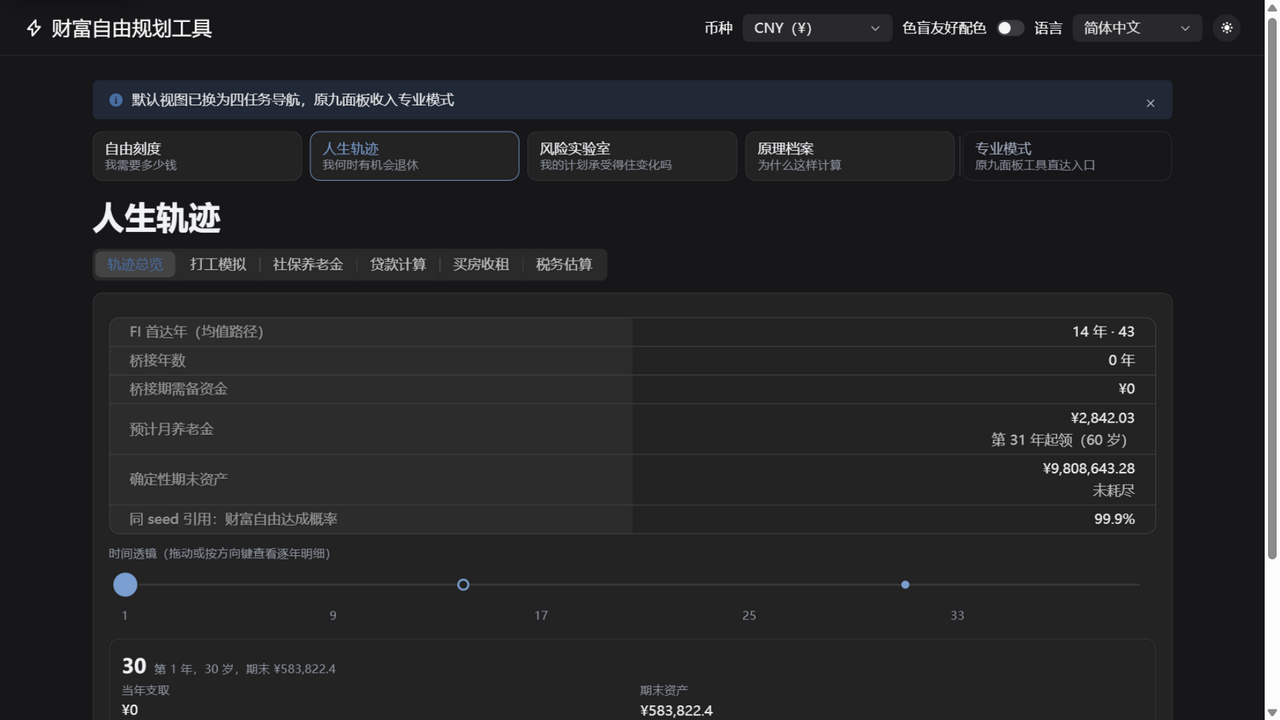 财富自由规划工具
币种 CNY（¥） 色盲友好配色 语言 简体中文
默认视图已换为四任务导航，原九面板收入专业模式
自由刻度
我需要多少钱
人生轨迹
我何时有机会退休
风险实验室
我的计划承受得住变化吗
原理档案
为什么这样计算
专业模式
原九面板工具直达入口
人生轨迹
轨迹总览 打工模拟 社保养老金 贷款计算 买房收租 税务估算
FI 首达年（均值路径） 14 年 · 43
桥接年数 0 年
桥接期需备资金 ¥0
预计月养老金 ¥2,842.03
第 31 年起领（60 岁）
确定性期末资产 ¥9,808,643.28
未耗尽
同 seed 引用：财富自由达成概率 99.9%
时间透镜（拖动或按方向键查看逐年明细）
1 9 17 25 33
30 第 1 年，30 岁，期末 ¥583,822.4
当年支取 期末资产
¥0 ¥583,822.4